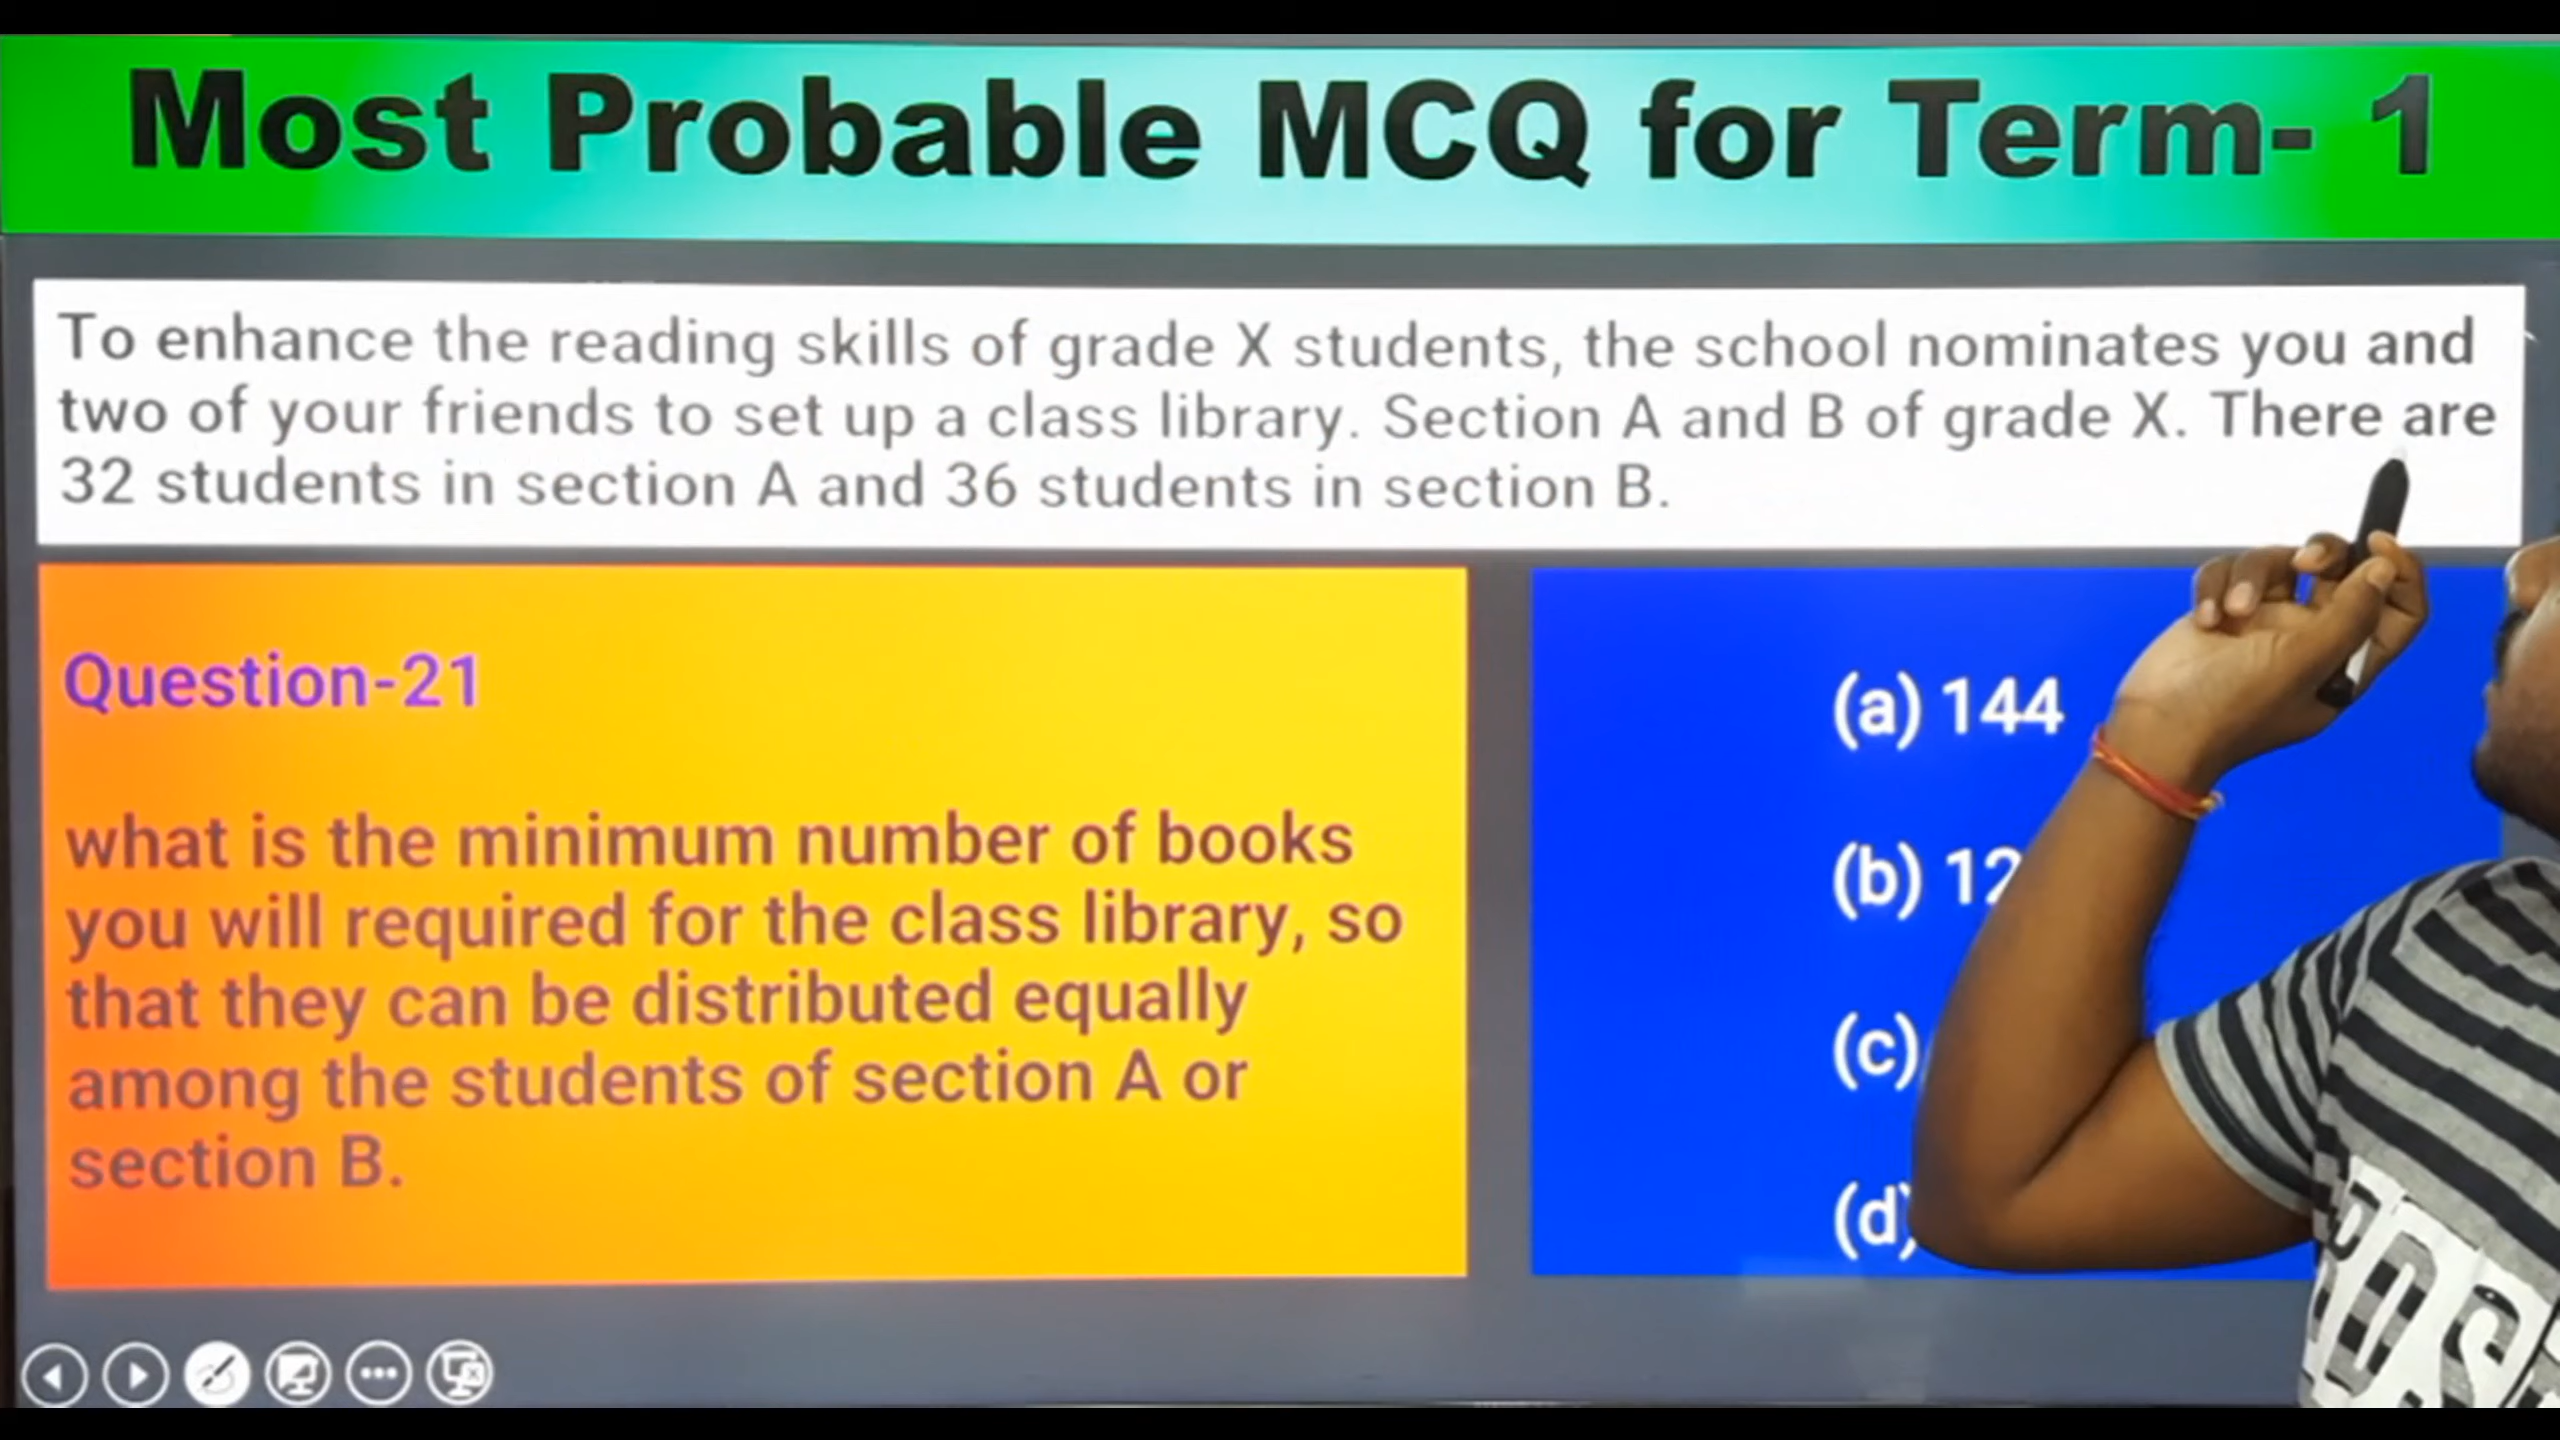 Most Probable MCQ for Term- 1
To enhance the reading skills of grade X students, the school nominates you and
two of your friends to set up a class library. Section A and B of grade X. There are
32 students in section A and 36 students in section B.
Question-21
what is the minimum number of books
you will required for the class library, so
that they can be distributed equally
among the students of section A or
section B.
(a) 144
(b) 12
(c)
(d)